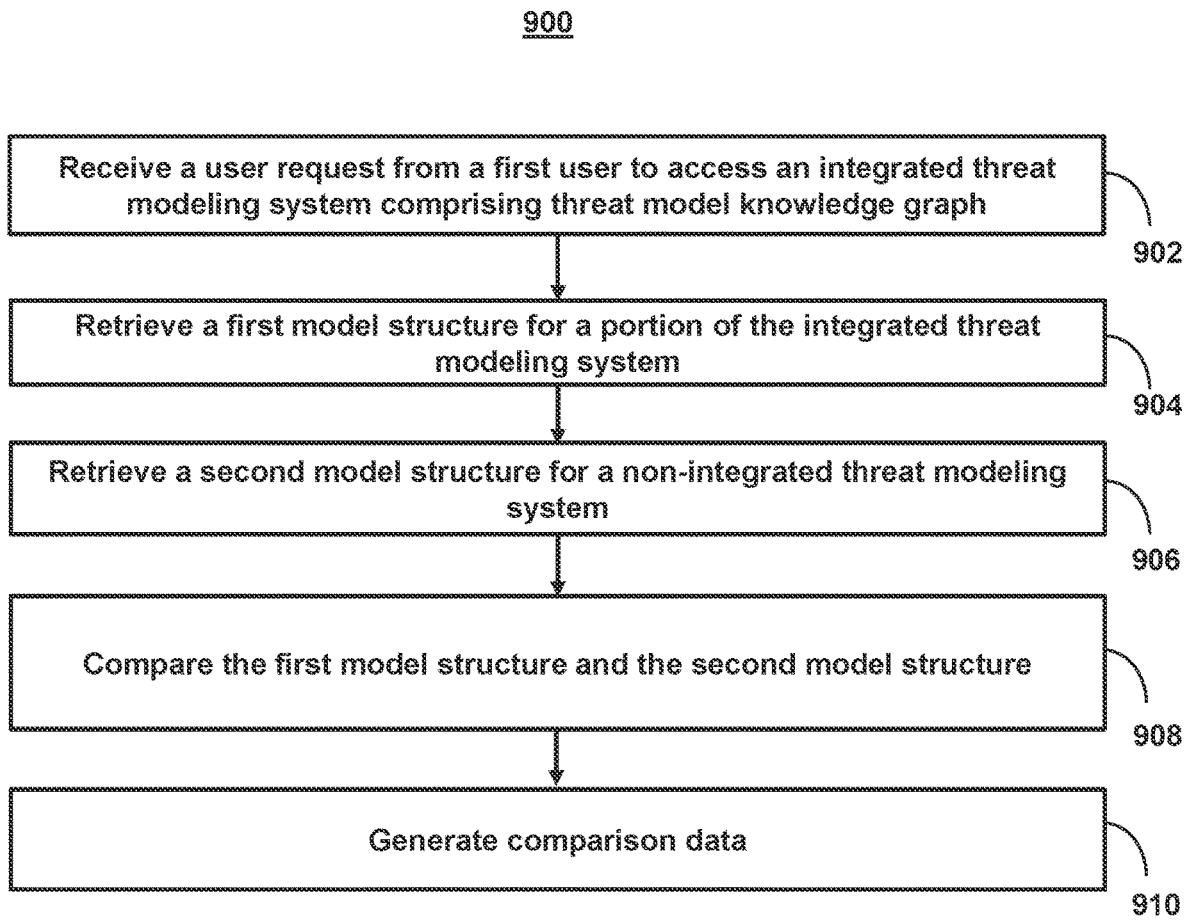 900
Receive a user request from a first user to access an integrated threat
modeling system comprising threat model knowledge graph
902
Retrieve a first model structure for a portion of the integrated threat
modeling system
904
Retrieve a second model structure for a non-integrated threat modeling
system
906
Compare the first model structure and the second model structure
908
Generate comparison data
910